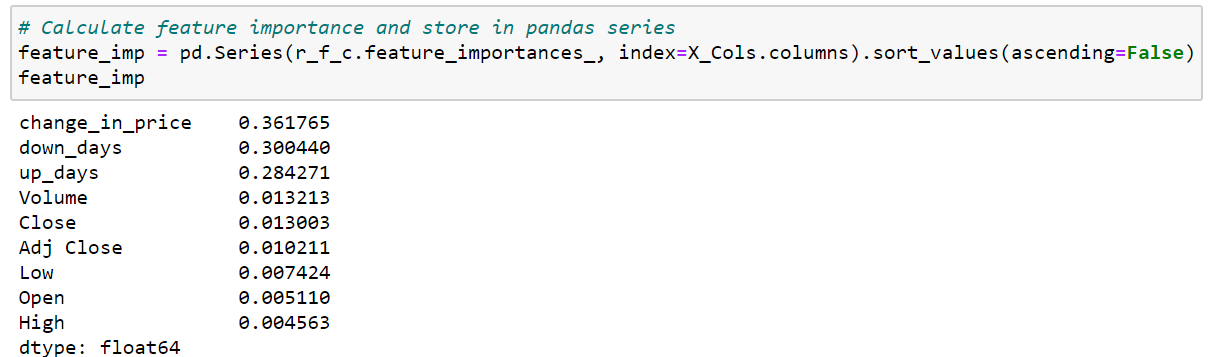 # Calculate feature importance and store in pandas series
feature_imp = pd.Series(r_f_c.feature_importances_, index=X_Cols.columns).sort_values(ascending=False)
feature_imp
change_in_price    0.361765
down_days          0.300440
up_days            0.284271
Volume             0.013213
Close              0.013003
Adj Close          0.010211
Low                0.007424
Open               0.005110
High               0.004563
dtype: float64